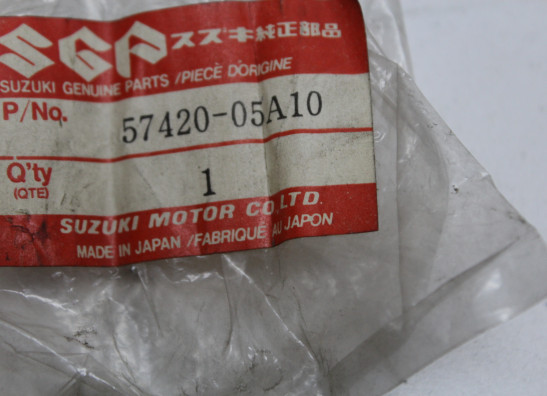 SGP スズキ純正部品
SUZUKI GENUINE PARTS /PIÈCE D'ORIGINE
P/No. 57420-05A10
Q'ty 1
(QTE)
SUZUKI MOTOR CO.,LTD.
MADE IN JAPAN /FABRIQUÉ AU JAPON